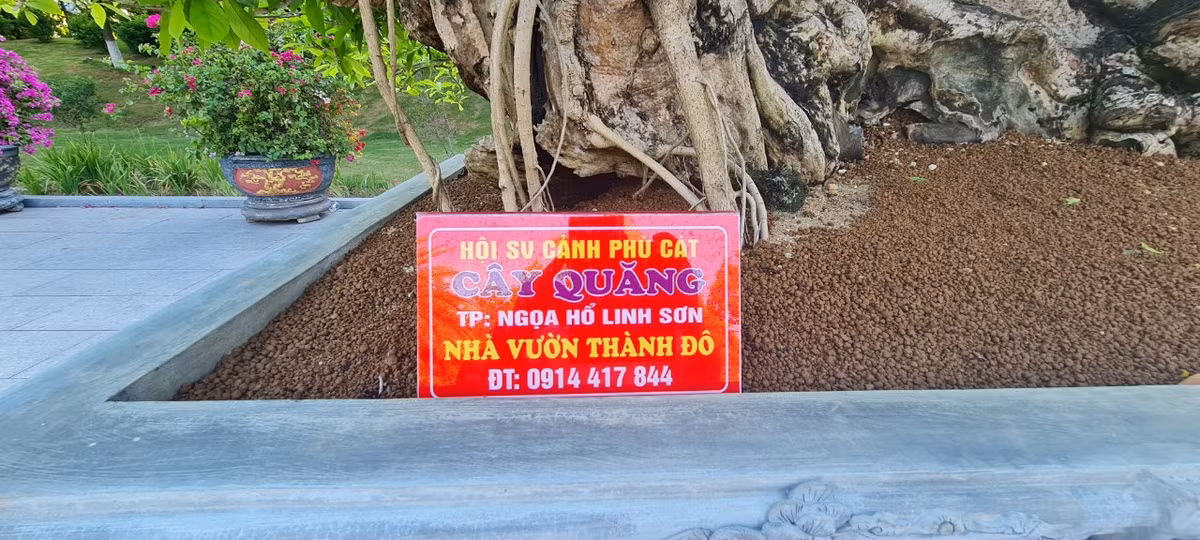 HỘI SV CẢNH PHÙ CÁT
CÂY QUĂNG
TP: NGỌA HỔ LINH SƠN
NHÀ VƯỜN THÀNH ĐÔ
ĐT: 0914 417 844